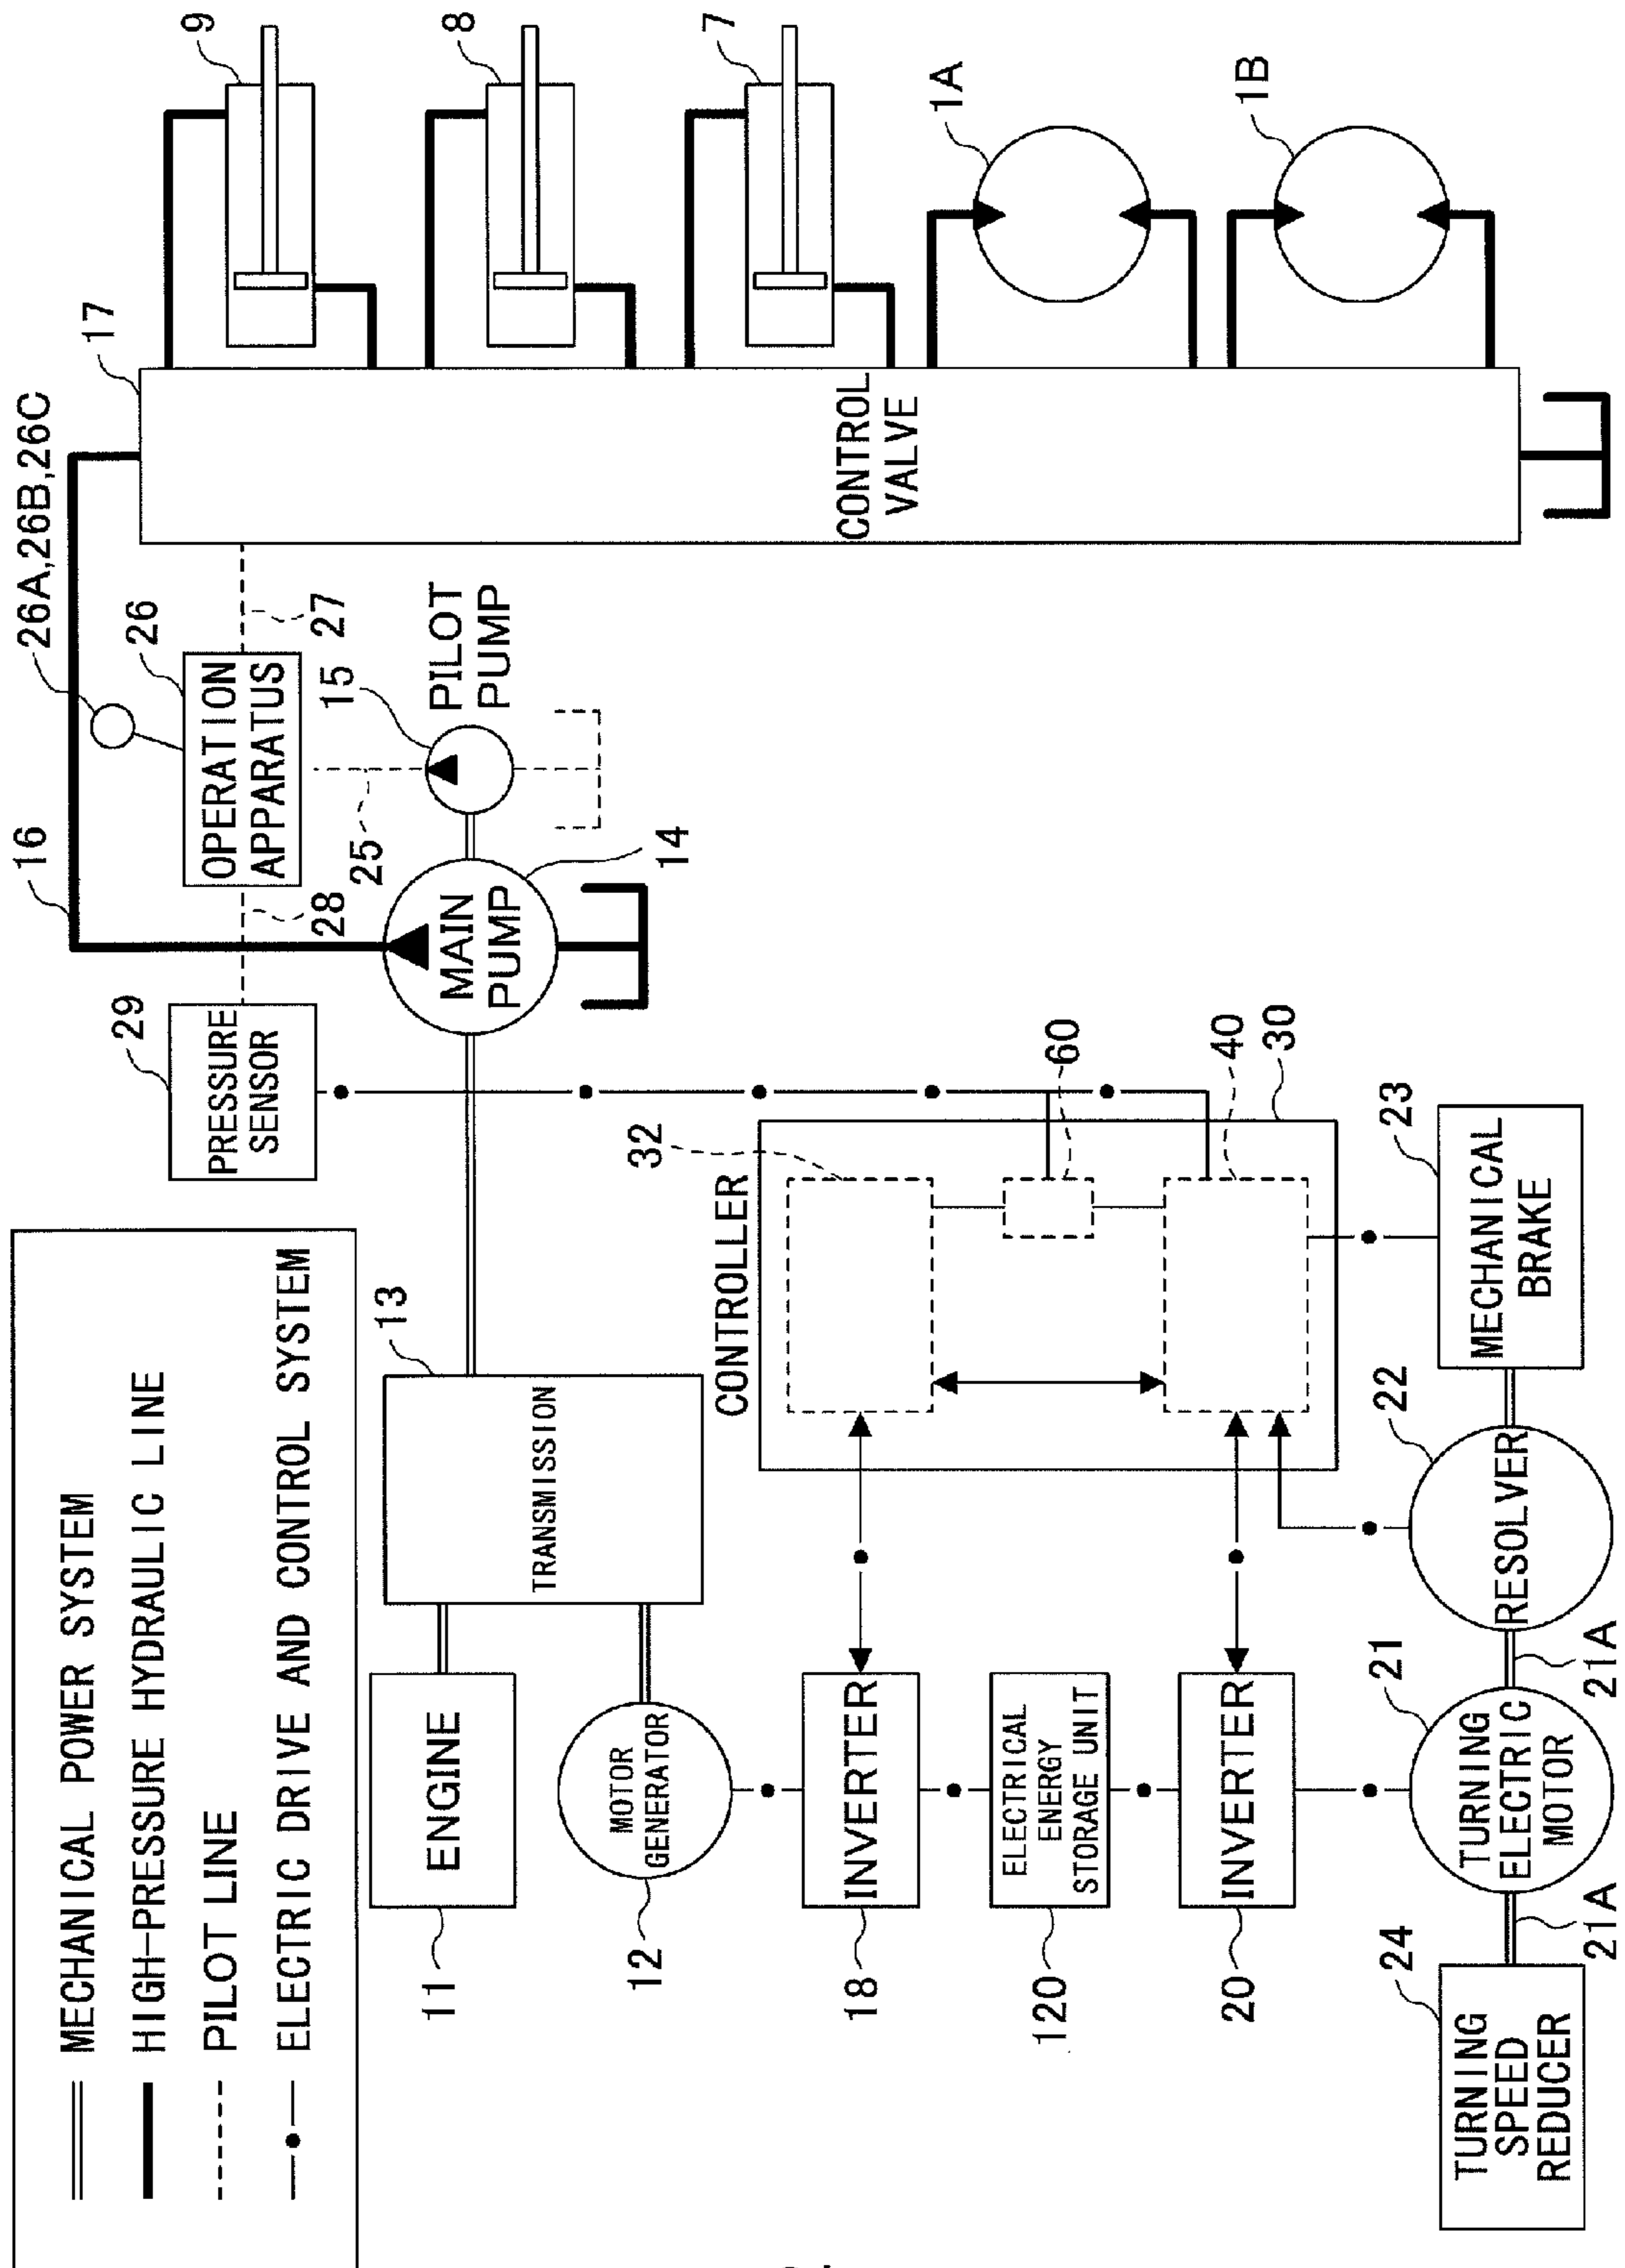 MECHANICAL POWER SYSTEM
HIGH-PRESSURE HYDRAULIC LINE
PILOT LINE
ELECTRIC DRIVE AND CONTROL SYSTEM
11
ENGINE
12
MOTOR
GENERATOR
13
TRANSMISSION
29
PRESSURE
SENSOR
16
28
26A,26B,26C
26
OPERATION
APPARATUS
27
25
15
PILOT
PUMP
MAIN
PUMP
14
17
CONTROL
VALVE
9
8
7
1A
1B
18
INVERTER
120
ELECTRICAL
ENERGY
STORAGE UNIT
20
INVERTER
CONTROLLER
32
60
40
30
24
TURNING
SPEED
REDUCER
21A
21
TURNING
ELECTRIC
MOTOR
21A
22
RESOLVER
23
MECHANICAL
BRAKE